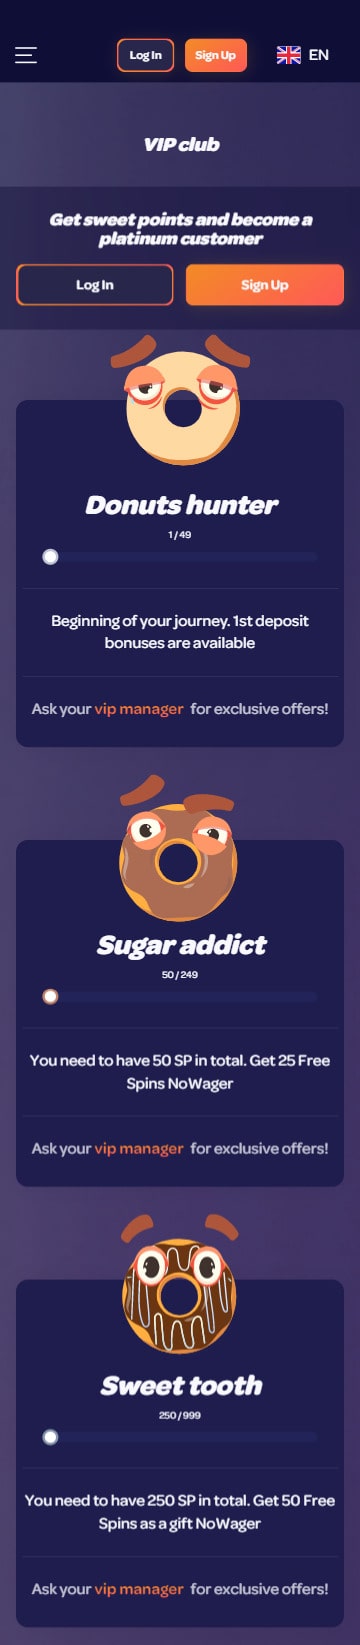 Log In
Sign Up
EN
VIP club
Get sweet points and become a
platinum customer
Log In
Sign Up
Donuts hunter
1 / 49
Beginning of your journey. 1st deposit
bonuses are available
Ask your vip manager for exclusive offers!
Sugar addict
50 / 249
You need to have 50 SP in total. Get 25 Free
Spins NoWager
Ask your vip manager for exclusive offers!
Sweet tooth
250 / 999
You need to have 250 SP in total. Get 50 Free
Spins as a gift NoWager
Ask your vip manager for exclusive offers!